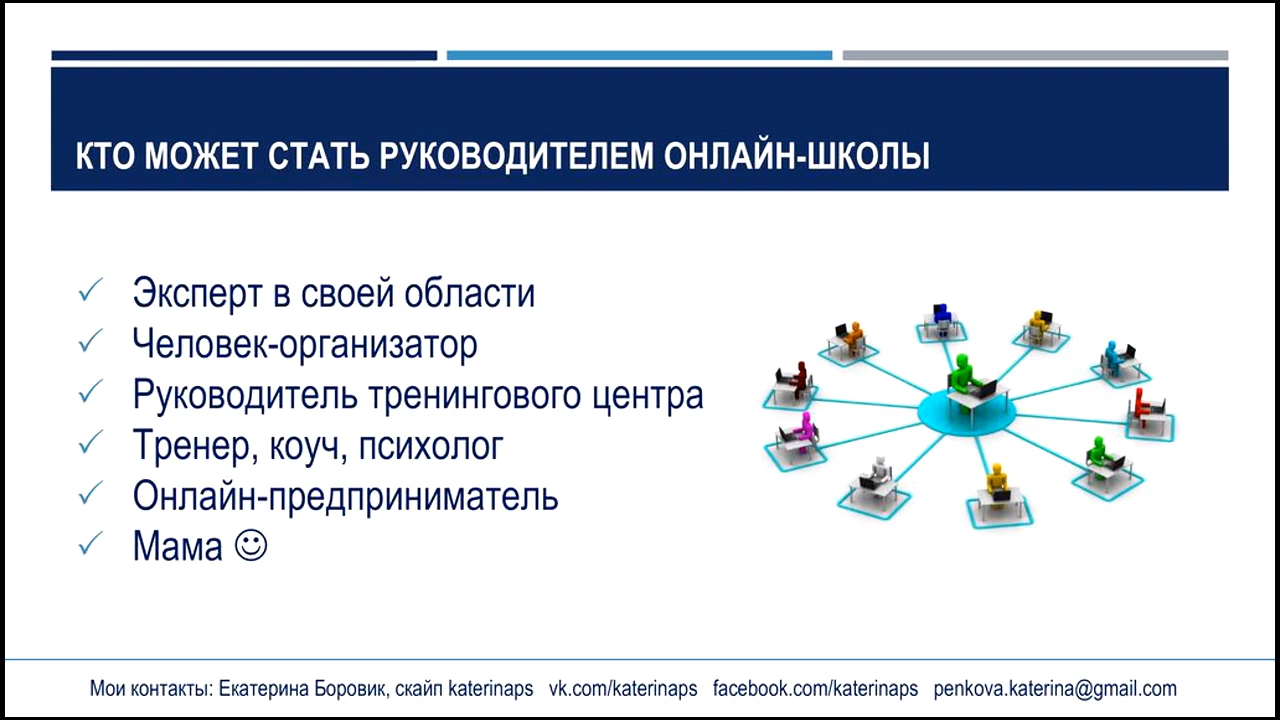 КТО МОЖЕТ СТАТЬ РУКОВОДИТЕЛЕМ ОНЛАЙН-ШКОЛЫ
✓ Эксперт в своей области
✓ Человек-организатор
✓ Руководитель тренингового центра
✓ Тренер, коуч, психолог
✓ Онлайн-предприниматель
✓ Мама ☺
Мои контакты: Екатерина Боровик, скайп katerinaps vk.com/katerinaps facebook.com/katerinaps penkova.katerina@gmail.com